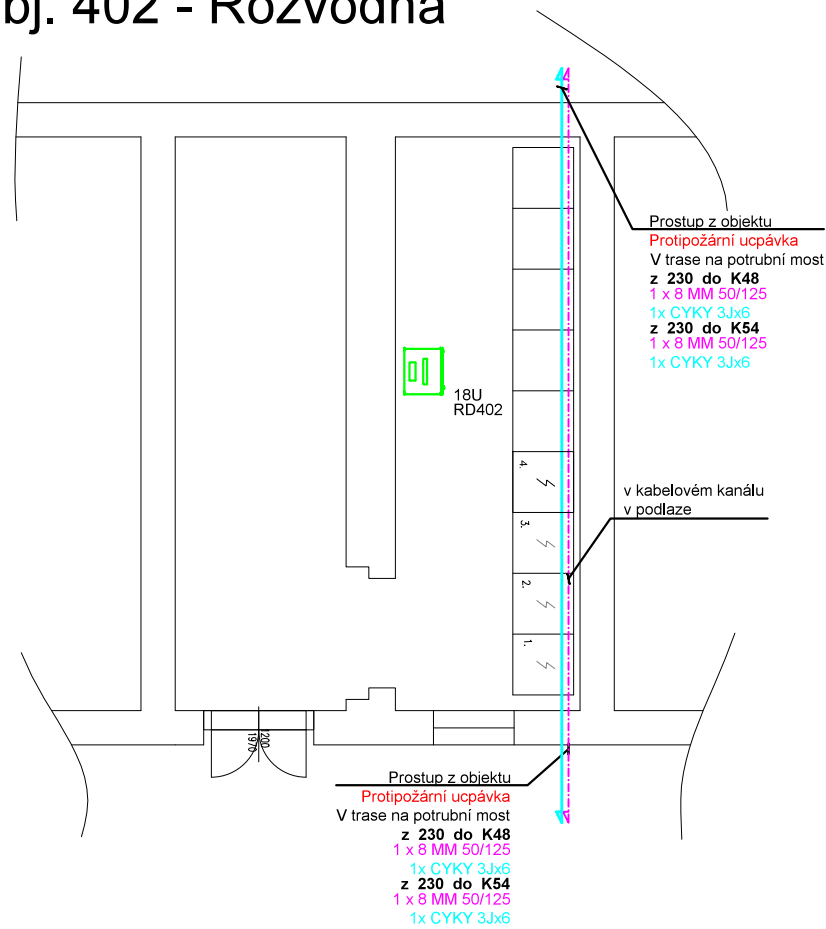 bj. 402 - Rozvodna
Prostup z objektu
Protipožární ucpávka
V trase na potrubní most
z 230 do K48
1 x 8 MM 50/125
1x CYKY 3Jx6
z 230 do K54
1 x 8 MM 50/125
1x CYKY 3Jx6
18U
RD402
4.
v kabelovém kanálu
v podlaze
3.
2.
1.
1200
1970
Prostup z objektu
Protipožární ucpávka
V trase na potrubní most
z 230 do K48
1 x 8 MM 50/125
1x CYKY 3Jx6
z 230 do K54
1 x 8 MM 50/125
1x CYKY 3Jx6